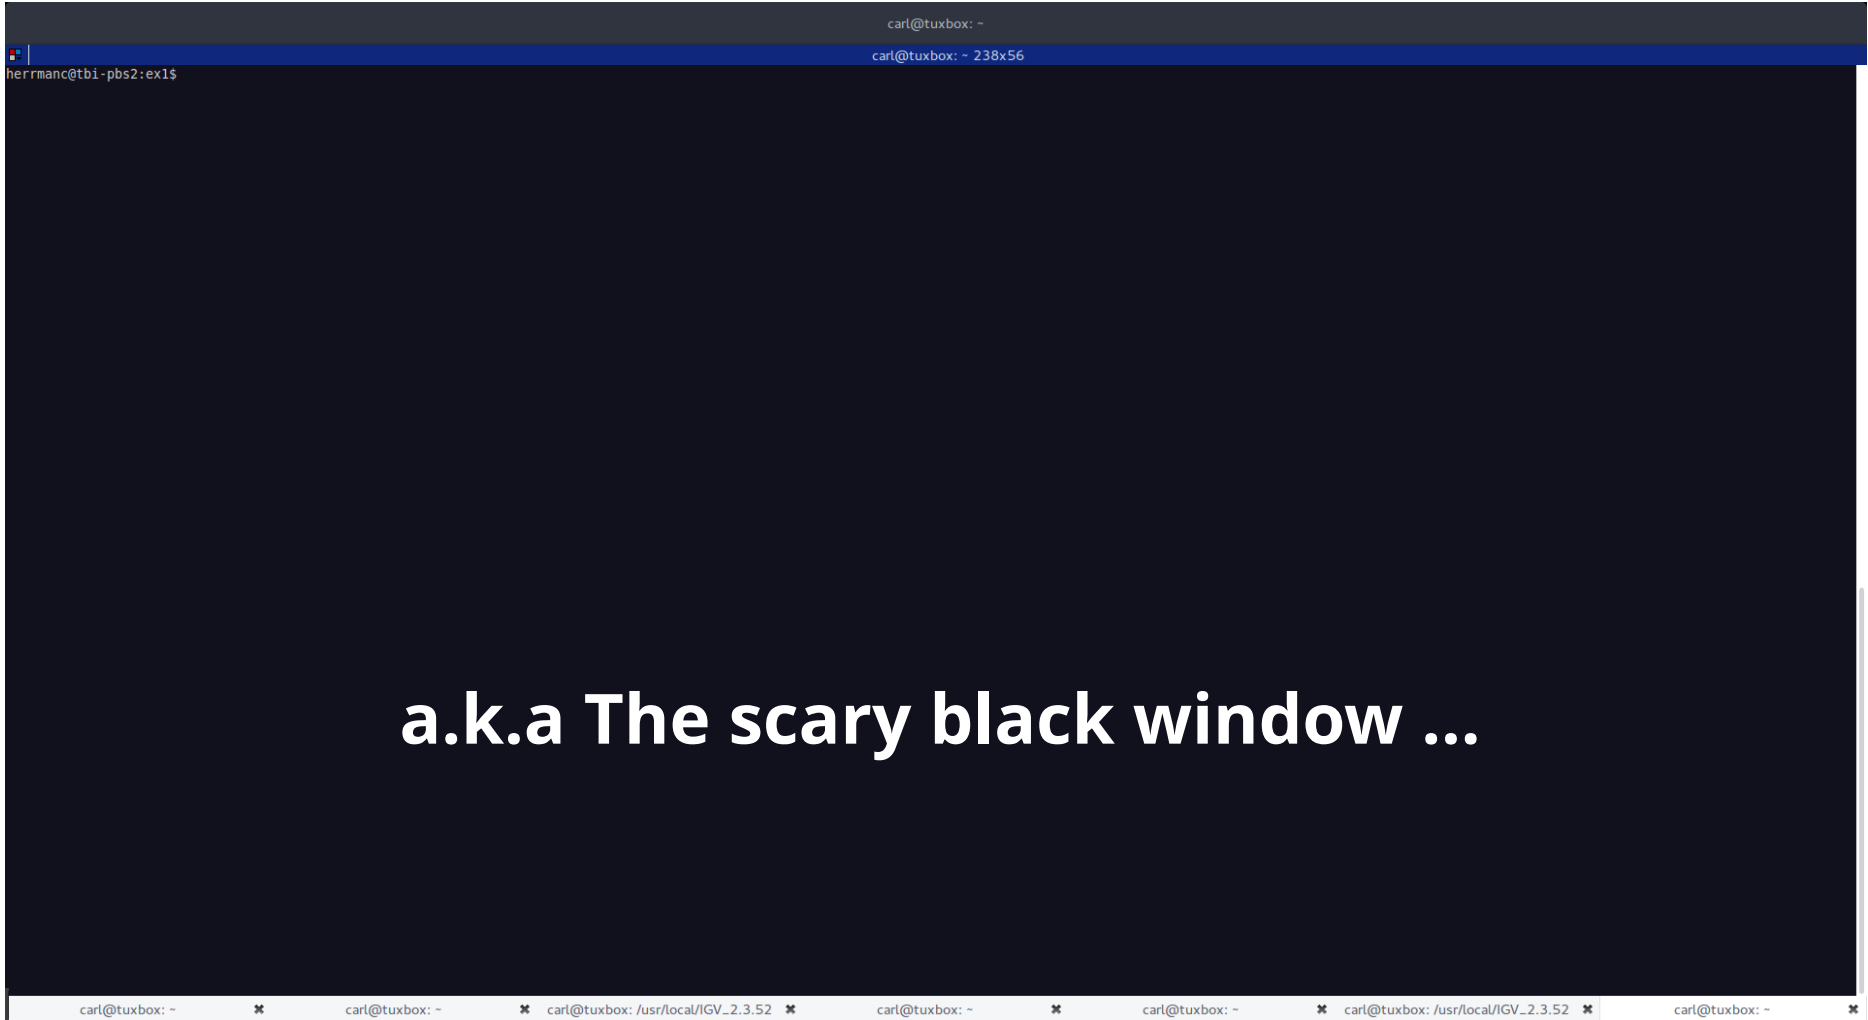 carl@tuxbox: ~
carl@tuxbox: ~ 238x56
herrmanc@tbi-pbs2:ex1$
a.k.a The scary black window ...
carl@tuxbox: ~ ✖ carl@tuxbox: ~ ✖ carl@tuxbox: /usr/local/IGV_2.3.52 ✖ carl@tuxbox: ~ ✖ carl@tuxbox: ~ ✖ carl@tuxbox: /usr/local/IGV_2.3.52 ✖ carl@tuxbox: ~ ✖